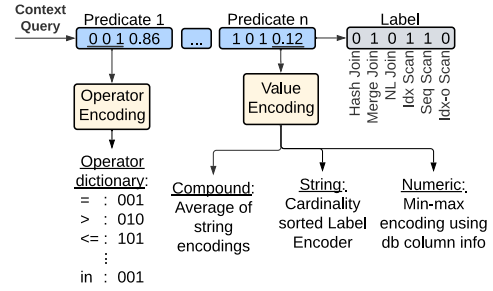 Context
Query
Predicate 1
Predicate n
Label
0 0 1 0.86
...
1 0 1 0.12
0 1 0 1 1 0
Hash Join
Merge Join
NL Join
Idx Scan
Seq Scan
Idx-o Scan
Operator
Encoding
Value
Encoding
Operator
dictionary:
= : 001
> : 010
<= : 101
⋮
in : 001
Compound:
Average of
string
encodings
String:
Cardinality
sorted Label
Encoder
Numeric:
Min-max
encoding using
db column info